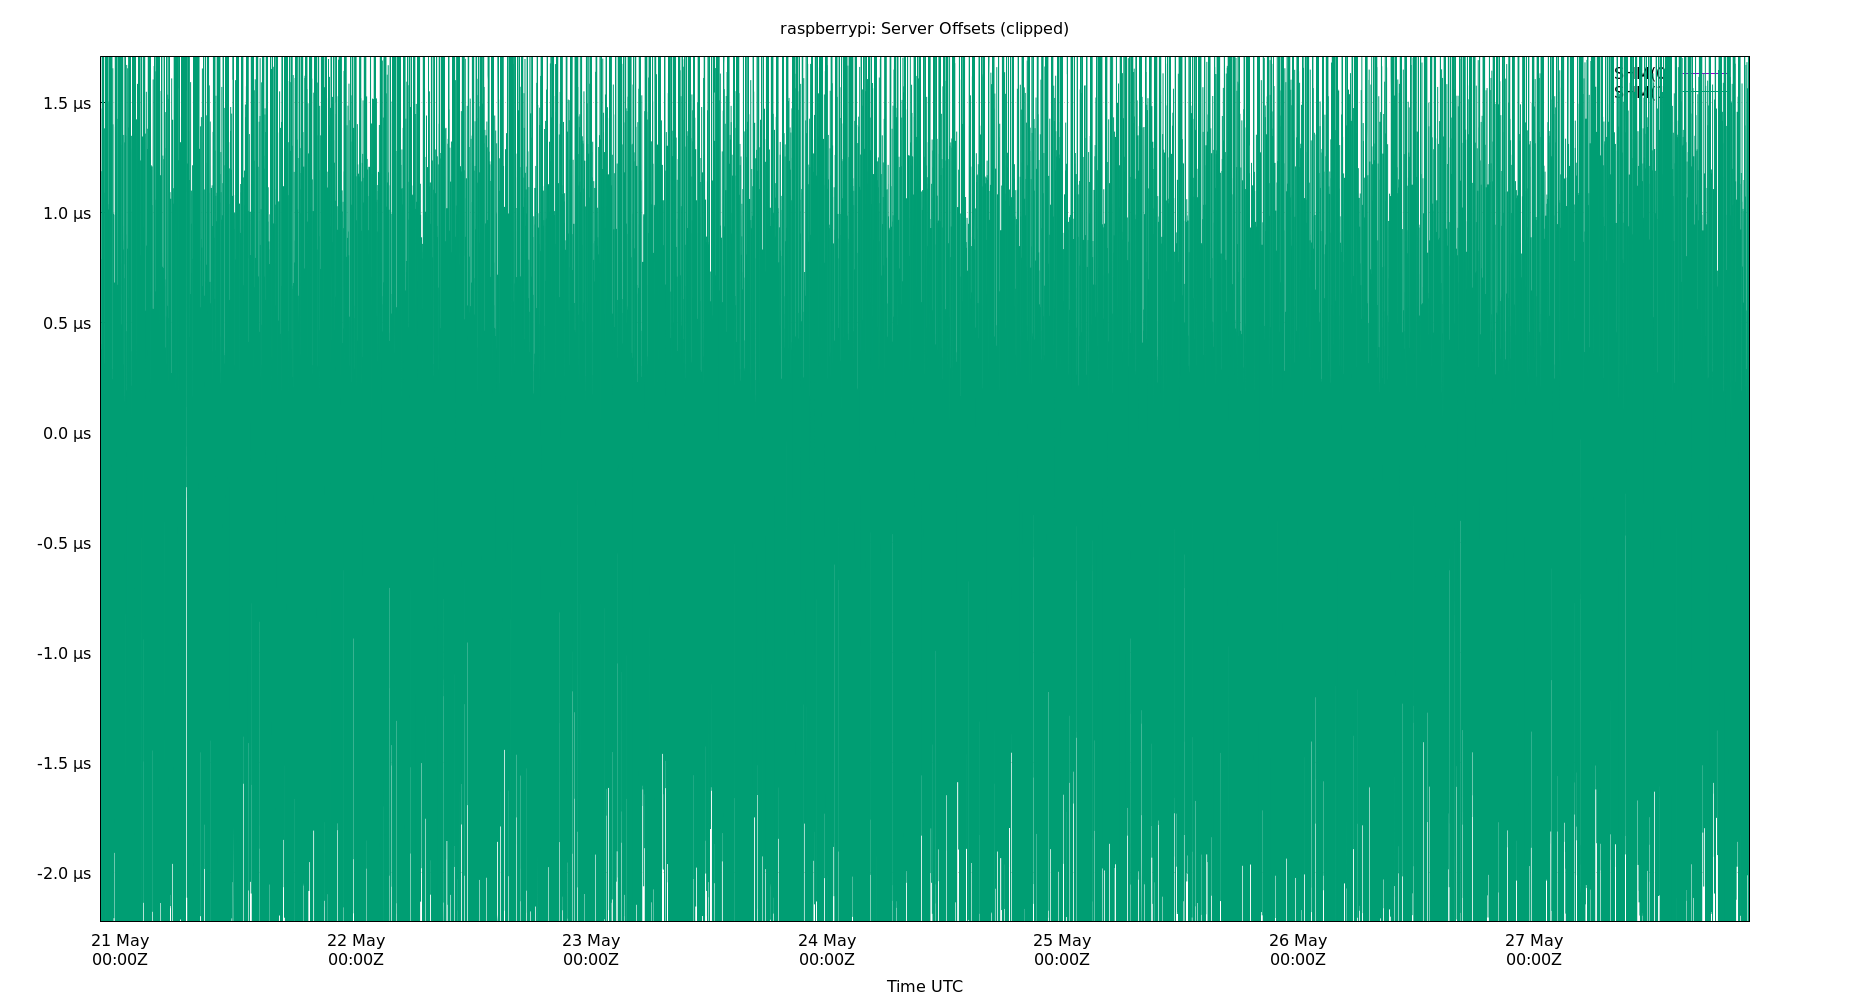 raspberrypi: Server Offsets (clipped)
1.5 µs
1.0 µs
0.5 µs
0.0 µs
-0.5 µs
-1.0 µs
-1.5 µs
-2.0 µs
21 May 22 May 23 May 24 May 25 May 26 May 27 May
00:00Z 00:00Z 00:00Z 00:00Z 00:00Z 00:00Z 00:00Z
Time UTC